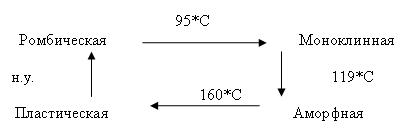 95*С
Ромбическая Моноклинная
н.у. 119*С
160*С
Пластическая Аморфная